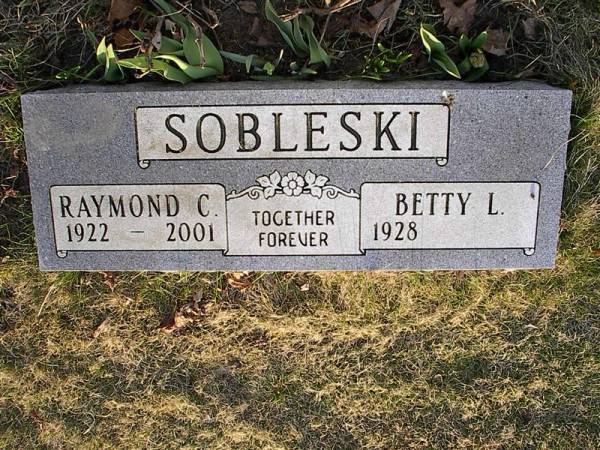 SOBLESKI
RAYMOND C.
1922 – 2001
TOGETHER
FOREVER
BETTY L.
1928